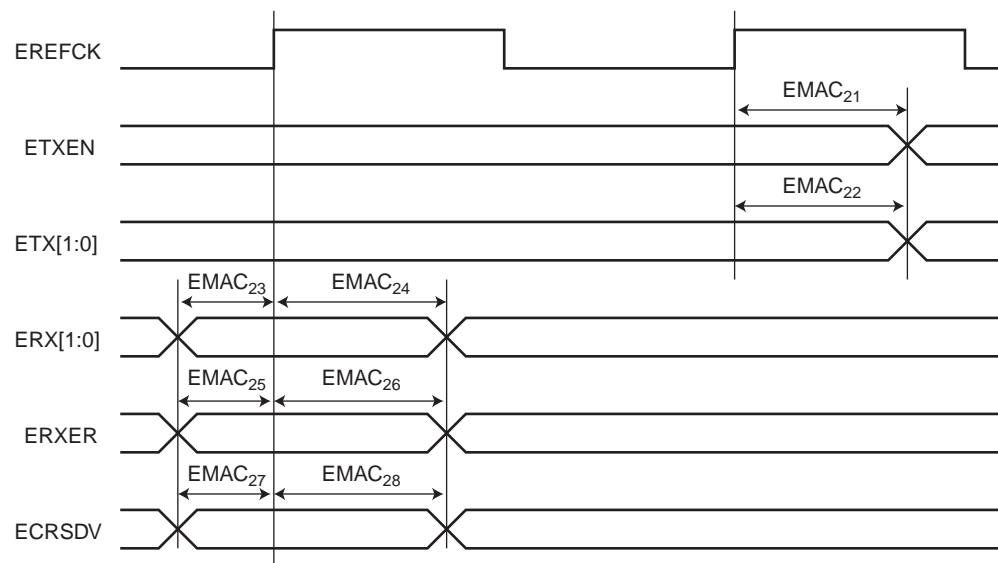 EREFCK
EMAC21
ETXEN
EMAC22
ETX[1:0]
EMAC23 EMAC24
ERX[1:0]
EMAC25 EMAC26
ERXER
EMAC27 EMAC28
ECRSDV